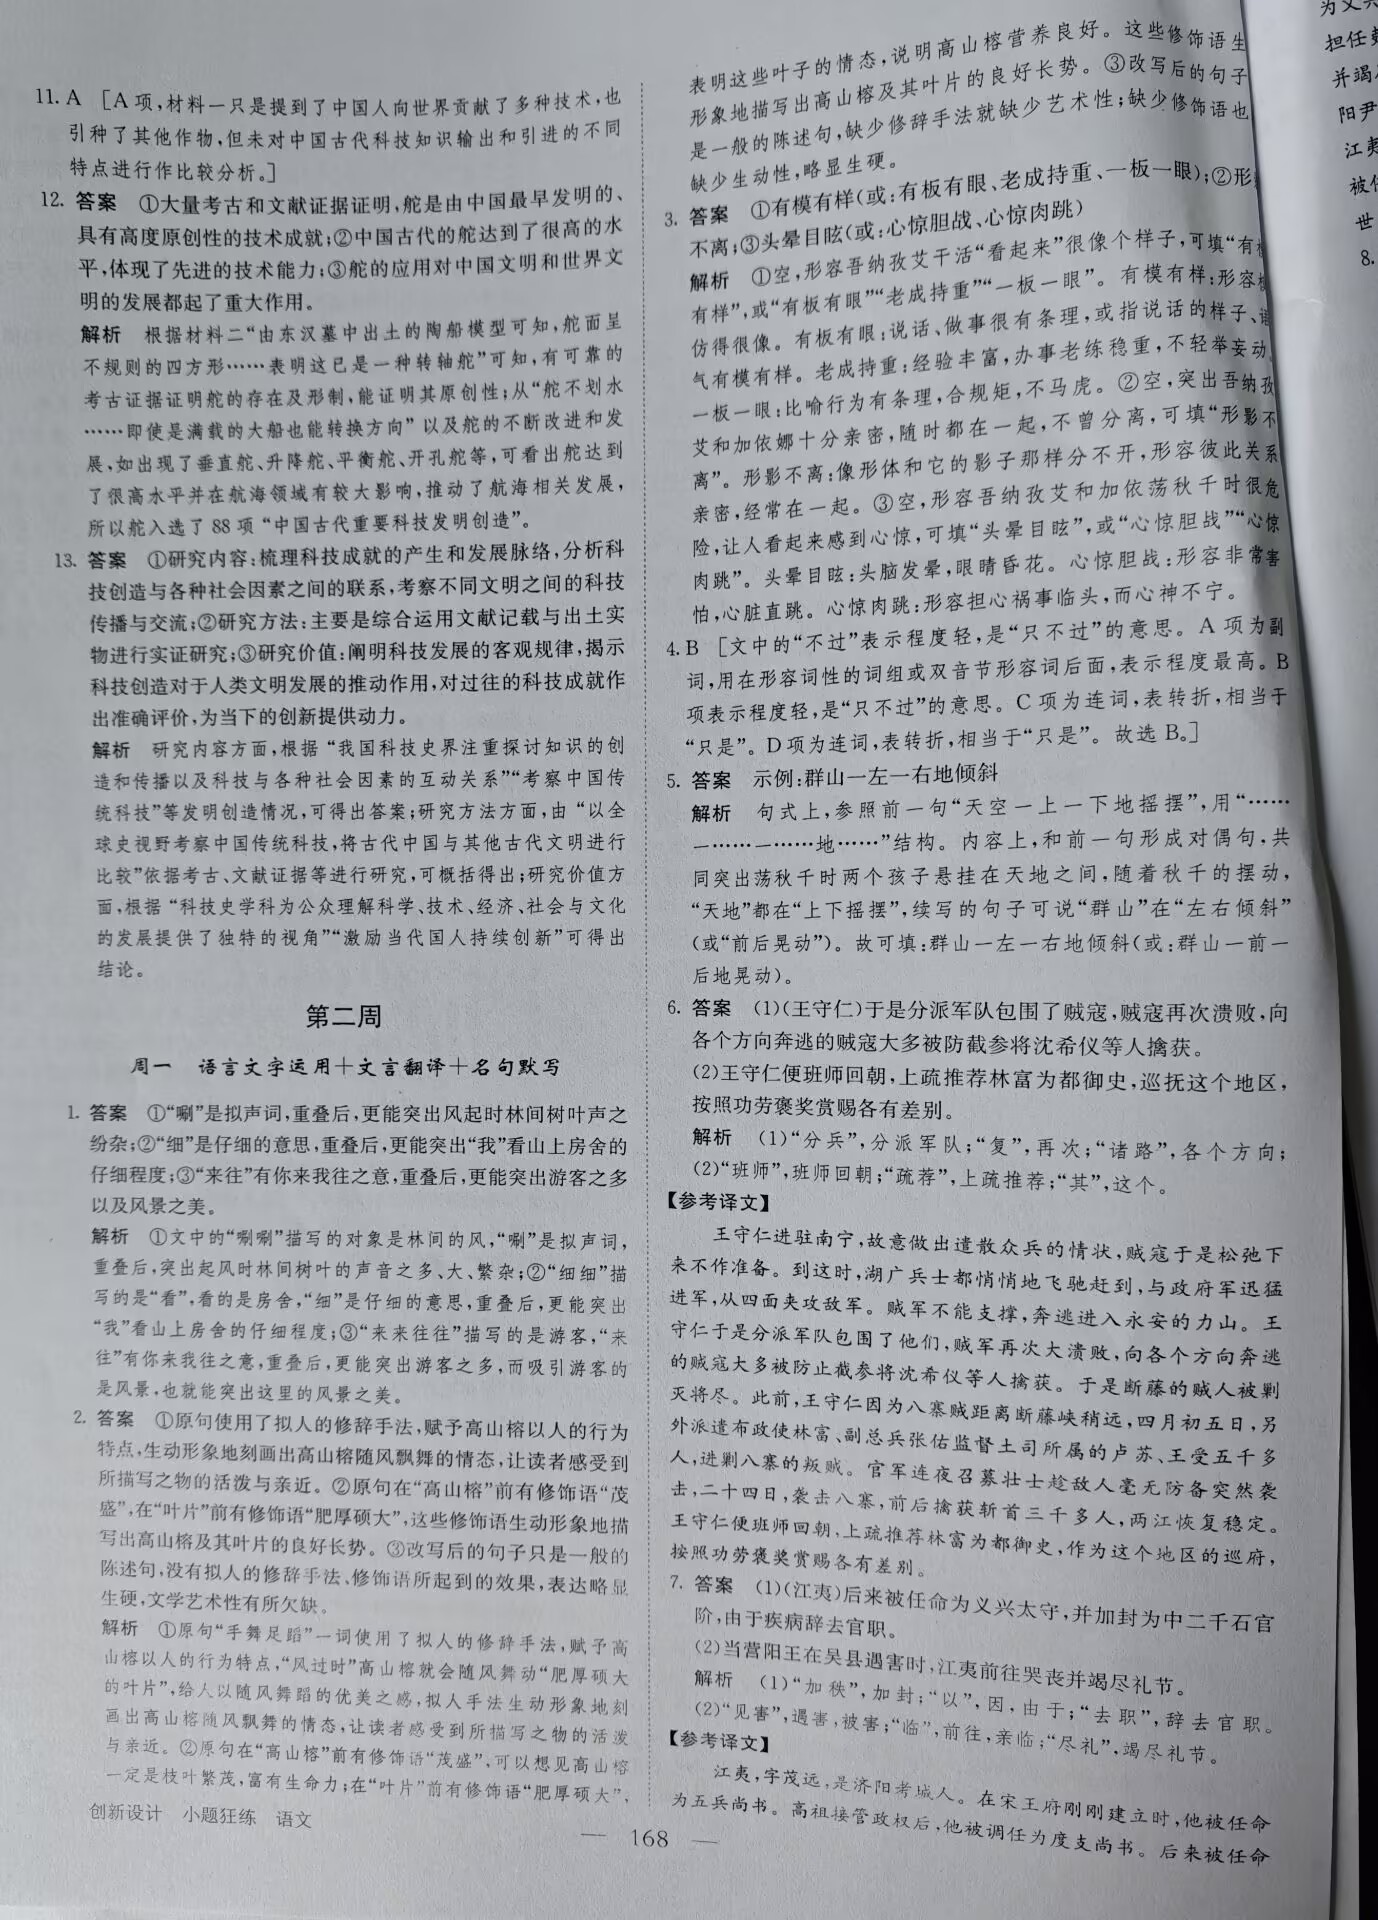 11. A [A项,材料一只是提到了中国人向世界贡献了多种技术,也
引种了其他作物,但未对中国古代科技知识输出和引进的不同
特点进行作比较分析。]
12. 答案 ①大量考古和文献证据证明,舵是由中国最早发明的、
具有高度原创性的技术成就;②中国古代的舵达到了很高的水
平,体现了先进的技术能力;③舵的应用对中国文明和世界文
明的发展都起了重大作用。
解析 根据材料二“由东汉墓中出土的陶船模型可知,舵面呈
不规则的四方形……表明这已是一种转轴舵”可知,有可靠的
考古证据证明舵的存在及形制,能证明其原创性;从“舵不划水
……即使是满载的大船也能转换方向”以及舵的不断改进和发
展,如出现了垂直舵、升降舵、平衡舵、开孔舵等,可看出舵达到
了很高水平并在航海领域有较大影响,推动了航海相关发展,
所以舵入选了88项“中国古代重要科技发明创造”。
13. 答案 ①研究内容:梳理科技成就的产生和发展脉络,分析科
技创造与各种社会因素之间的联系,考察不同文明之间的科技
传播与交流;②研究方法:主要是综合运用文献记载与出土实
物进行实证研究;③研究价值:阐明科技发展的客观规律,揭示
科技创造对于人类文明发展的推动作用,对过往的科技成就作
出准确评价,为当下的创新提供动力。
解析 研究内容方面,根据“我国科技史界注重探讨知识的创
造和传播以及科技与各种社会因素的互动关系”“考察中国传
统科技”等发明创造情况,可得出答案;研究方法方面,由“以全
球史视野考察中国传统科技,将古代中国与其他古代文明进行
比较”依据考古、文献证据等进行研究,可概括得出;研究价值方
面,根据“科技史学科为公众理解科学、技术、经济、社会与文化
的发展提供了独特的视角”“激励当代国人持续创新”可得出
结论。
第二周
周一 语言文字运用+文言翻译+名句默写
1. 答案 ①“唰”是拟声词,重叠后,更能突出风起时林间树叶声之
纷杂;②“细”是仔细的意思,重叠后,更能突出“我”看山上房舍的
仔细程度;③“来往”有你来我往之意,重叠后,更能突出游客之多
以及风景之美。
解析 ①文中的“唰唰”描写的对象是林间的风,“唰”是拟声词,
重叠后,突出起风时林间树叶的声音之多、大、繁杂;②“细细”描
写的是“看”,看的是房舍,“细”是仔细的意思,重叠后,更能突出
“我”看山上房舍的仔细程度;③“来来往往”描写的是游客,“来
往”有你来我往之意,重叠后,更能突出游客之多,而吸引游客的
是风景,也就能突出这里的风景之美。
2. 答案 ①原句使用了拟人的修辞手法,赋予高山榕以人的行为
特点,生动形象地刻画出高山榕随风飘舞的情态,让读者感受到
所描写之物的活泼与亲近。②原句在“高山榕”前有修饰语“茂
盛”,在“叶片”前有修饰语“肥厚硕大”,这些修饰语生动形象地描
写出高山榕及其叶片的良好长势。③改写后的句子只是一般的
陈述句,没有拟人的修辞手法、修饰语所起到的效果,表达略显
生硬,文学艺术性有所欠缺。
解析 ①原句“手舞足蹈”一词使用了拟人的修辞手法,赋予高
山榕以人的行为特点,“风过时”高山榕就会随风舞动“肥厚硕大
的叶片”,给人以随风舞蹈的优美之感,拟人手法生动形象地刻
画出高山榕随风飘舞的情态,让读者感受到所描写之物的活泼
与亲近。②原句在“高山榕”前有修饰语“茂盛”,可以想见高山榕
一定是枝叶繁茂,富有生命力;在“叶片”前有修饰语“肥厚硕大”,
创新设计 小题狂练 语文
表明这些叶子的情态,说明高山榕营养良好。这些修饰语生
形象地描写出高山榕及其叶片的良好长势。③改写后的句子
是一般的陈述句,缺少修辞手法就缺少艺术性;缺少修饰语也
缺少生动性,略显生硬。
3. 答案 ①有模有样(或:有板有眼、老成持重、一板一眼);②形
不离;③头晕目眩(或:心惊胆战、心惊肉跳)
解析 ①空,形容吾纳孜艾干活“看起来”很像个样子,可填“有模
有样”,或“有板有眼”“老成持重”“一板一眼”。有模有样:形容模
仿得很像。有板有眼:说话、做事很有条理,或指说话的样子、语
气有模有样。老成持重:经验丰富,办事老练稳重,不轻举妄动。
一板一眼:比喻行为有条理,合规矩,不马虎。②空,突出吾纳孜
艾和加依娜十分亲密,随时都在一起,不曾分离,可填“形影不
离”。形影不离:像形体和它的影子那样分不开,形容彼此关系
亲密,经常在一起。③空,形容吾纳孜艾和加依荡秋千时很危
险,让人看起来感到心惊,可填“头晕目眩”,或“心惊胆战”“心惊
肉跳”。头晕目眩:头脑发晕,眼睛昏花。心惊胆战:形容非常害
怕,心脏直跳。心惊肉跳:形容担心祸事临头,而心神不宁。
4. B [文中的“不过”表示程度轻,是“只不过”的意思。A项为副
词,用在形容词性的词组或双音节形容词后面,表示程度最高。B
项表示程度轻,是“只不过”的意思。C项为连词,表转折,相当于
“只是”。D项为连词,表转折,相当于“只是”。故选B。]
5. 答案 示例:群山一左一右地倾斜
解析 句式上,参照前一句“天空一上一下地摇摆”,用“……
一……一……地……”结构。内容上,和前一句形成对偶句,共
同突出荡秋千时两个孩子悬挂在天地之间,随着秋千的摆动,
“天地”都在“上下摇摆”,续写的句子可说“群山”在“左右倾斜”
(或“前后晃动”)。故可填:群山一左一右地倾斜(或:群山一前一
后地晃动)。
6. 答案 (1)(王守仁)于是分派军队包围了贼寇,贼寇再次溃败,向
各个方向奔逃的贼寇大多被防截参将沈希仪等人擒获。
(2)王守仁便班师回朝,上疏推荐林富为都御史,巡抚这个地区,
按照功劳褒奖赏赐各有差别。
解析 (1)“分兵”,分派军队;“复”,再次;“诸路”,各个方向;
(2)“班师”,班师回朝;“疏荐”,上疏推荐;“其”,这个。
【参考译文】
王守仁进驻南宁,故意做出遣散众兵的情状,贼寇于是松弛下
来不作准备。到这时,湖广兵士都悄悄地飞驰赶到,与政府军迅猛
进军,从四面夹攻敌军。贼军不能支撑,奔逃进入永安的力山。王
守仁于是分派军队包围了他们,贼军再次大溃败,向各个方向奔逃
的贼寇大多被防止截参将沈希仪等人擒获。于是断藤的贼人被剿
灭将尽。此前,王守仁因为八寨贼距离断藤峡稍远,四月初五日,另
外派遣布政使林富、副总兵张佑监督土司所属的卢苏、王受五千多
人,进剿八寨的叛贼。官军连夜召募壮士趁敌人毫无防备突然袭
击,二十四日,袭击八寨,前后擒获斩首三千多人,两江恢复稳定。
王守仁便班师回朝,上疏推荐林富为都御史,作为这个地区的巡府,
按照功劳褒奖赏赐各有差别。
7. 答案 (1)(江夷)后来被任命为义兴太守,并加封为中二千石官
阶,由于疾病辞去官职。
(2)当营阳王在吴县遇害时,江夷前往哭丧并竭尽礼节。
解析 (1)“加秩”,加封;“以”,因,由于;“去职”,辞去官职。
(2)“见害”,遇害,被害;“临”,前往,亲临;“尽礼”,竭尽礼节。
【参考译文】
江夷,字茂远,是济阳考城人。在宋王府刚刚建立时,他被任命
为五兵尚书。高祖接管政权后,他被调任为度支尚书。后来被任命
— 168 —
担任
并竭
阳尹
江夷
被
世
8.